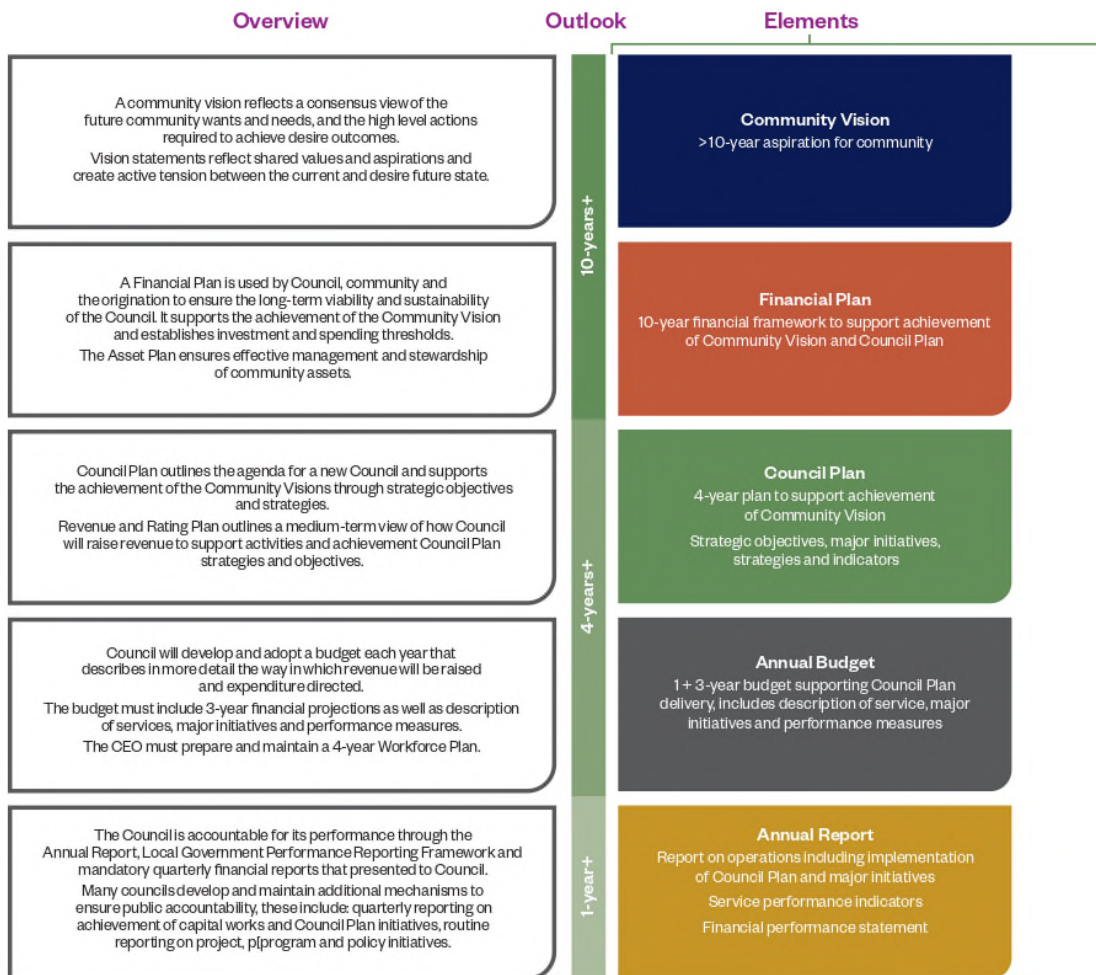 Overview
Outlook
Elements
A community vision reflects a consensus view of the
future community wants and needs, and the high level actions
required to achieve desire outcomes.
Vision statements reflect shared values and aspirations and
create active tension between the current and desire future state.
10-years+
Community Vision
>10-year aspiration for community
A Financial Plan is used by Council, community and
the origination to ensure the long-term viability and sustainability
of the Council. It supports the achievement of the Community Vision
and establishes investment and spending thresholds.
The Asset Plan ensures effective management and stewardship
of community assets.
Financial Plan
10-year financial framework to support achievement
of Community Vision and Council Plan
Council Plan outlines the agenda for a new Council and supports
the achievement of the Community Visions through strategic objectives
and strategies.
Revenue and Rating Plan outlines a medium-term view of how Council
will raise revenue to support activities and achievement Council Plan
strategies and objectives.
4-years+
Council Plan
4-year plan to support achievement
of Community Vision
Strategic objectives, major initiatives,
strategies and indicators
Council will develop and adopt a budget each year that
describes in more detail the way in which revenue will be raised
and expenditure directed.
The budget must include 3-year financial projections as well as description
of services, major initiatives and performance measures.
The CEO must prepare and maintain a 4-year Workforce Plan.
Annual Budget
1 + 3-year budget supporting Council Plan
delivery, includes description of service, major
initiatives and performance measures
The Council is accountable for its performance through the
Annual Report, Local Government Performance Reporting Framework and
mandatory quarterly financial reports that presented to Council.
Many councils develop and maintain additional mechanisms to
ensure public accountability, these include: quarterly reporting on
achievement of capital works and Council Plan initiatives, routine
reporting on project, p[program and policy initiatives.
1-year+
Annual Report
Report on operations including implementation
of Council Plan and major initiatives
Service performance indicators
Financial performance statement